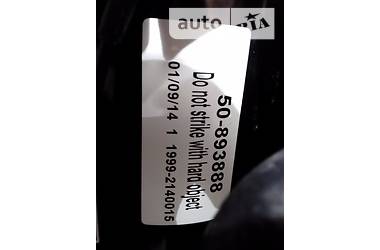 auto RIA
50-893888
Do not strike with hard object
01/09/14 1 1999-2140015